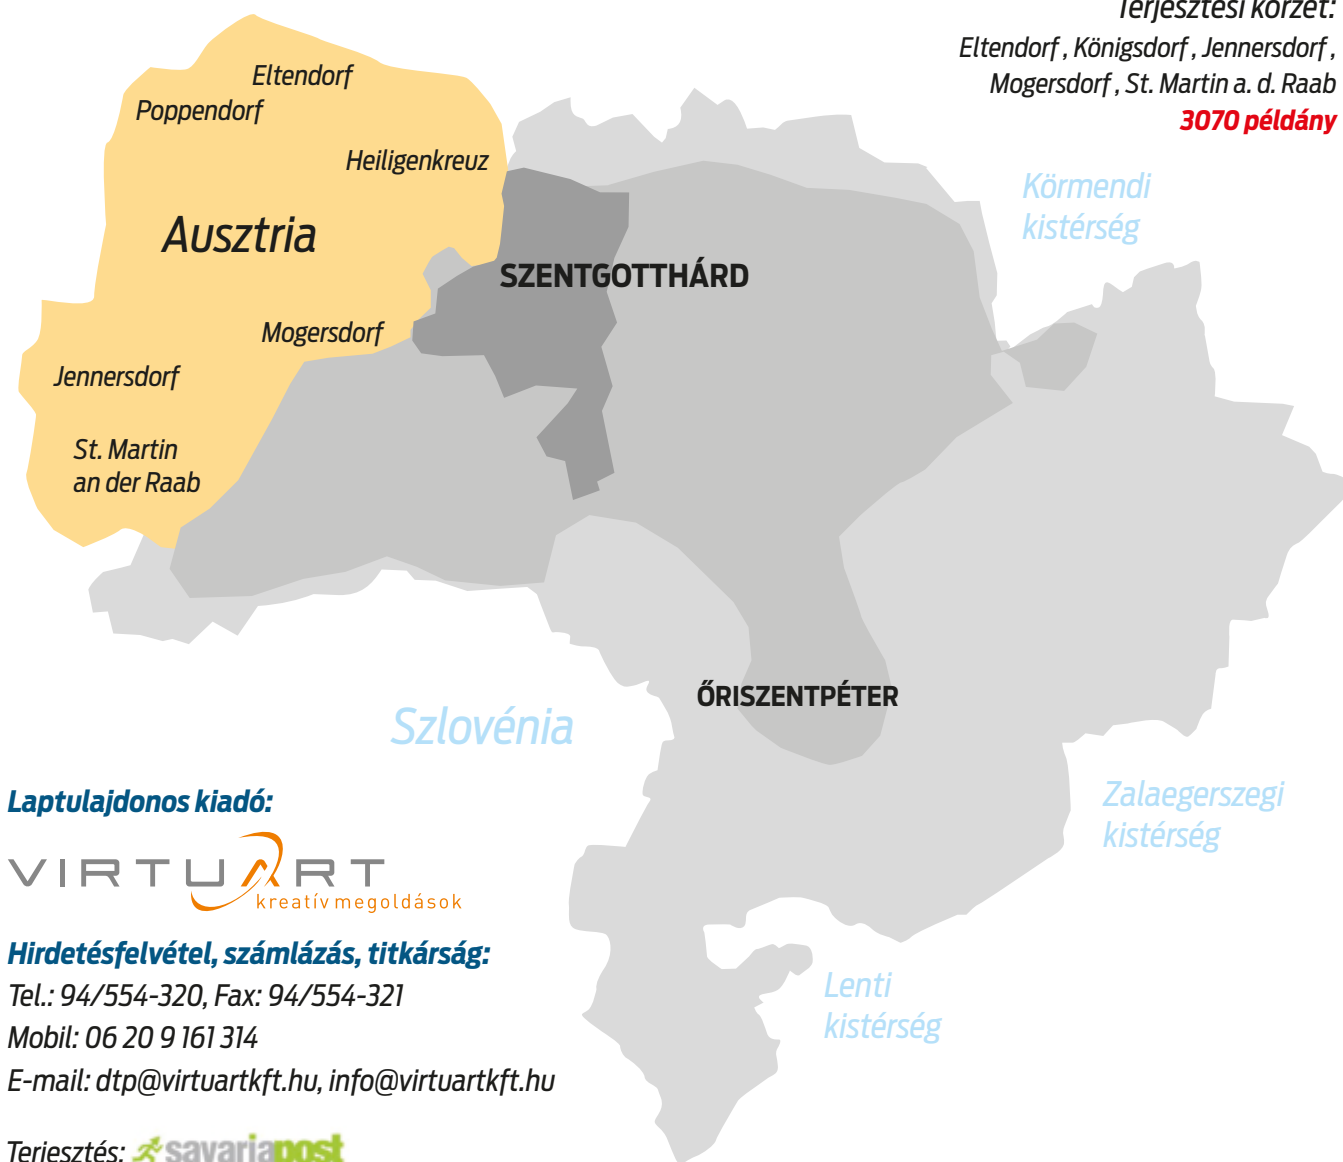 Terjesztési körzet:
Eltendorf, Königsdorf, Jennersdorf,
Mogersdorf, St. Martin a. d. Raab
3070 példány
Eltendorf
Poppendorf
Heiligenkreuz
Ausztria
Mogersdorf
Jennersdorf
St. Martin
an der Raab
SZENTGOTTHÁRD
Körmendi
kistérség
ŐRISZENTPÉTER
Szlovénia
Zalaegerszegi
kistérség
Lenti
kistérség
Laptulajdonos kiadó:
VIRTUART
kreatív megoldások
Hirdetésfelvétel, számlázás, titkárság:
Tel.: 94/554-320, Fax: 94/554-321
Mobil: 06 20 9 161 314
E-mail: dtp@virtuartkft.hu, info@virtuartkft.hu
Terjesztés: savariapost